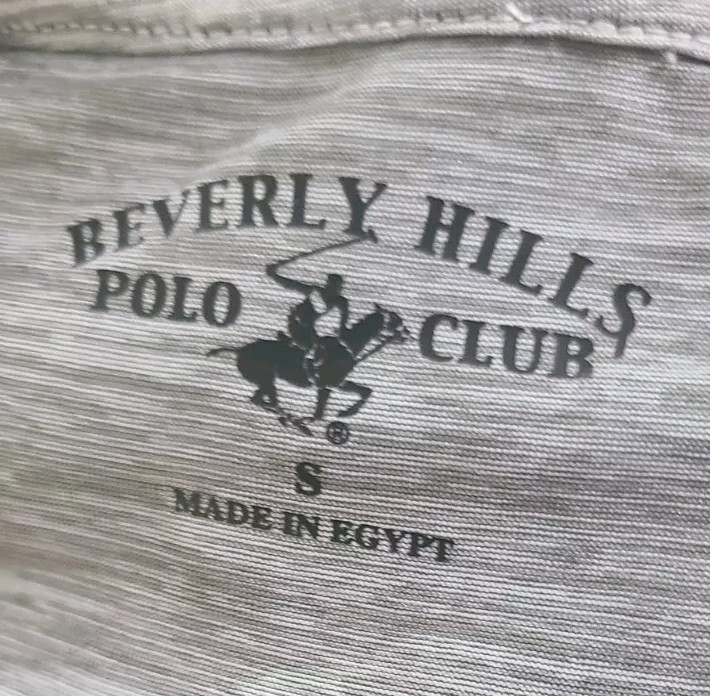 BEVERLY HILLS
POLO CLUB
®
S
MADE IN EGYPT